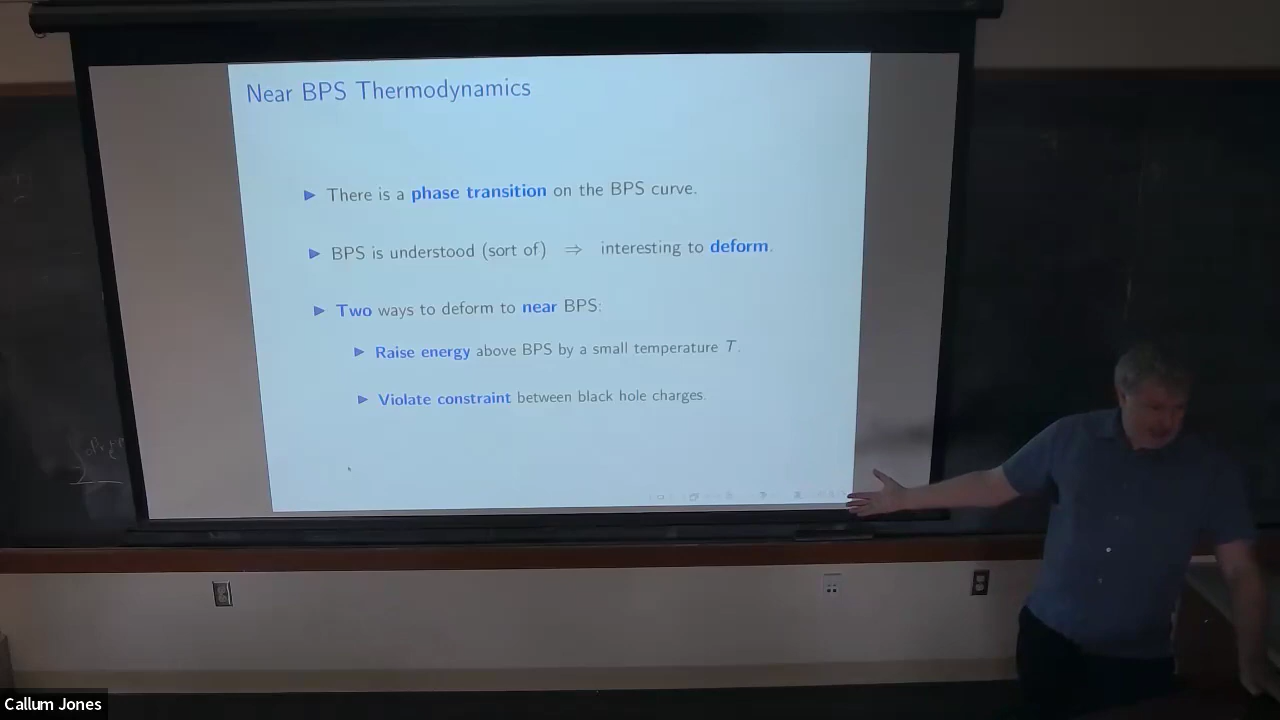 Near BPS Thermodynamics
There is a phase transition on the BPS curve.
BPS is understood (sort of) ⇒ interesting to deform.
Two ways to deform to near BPS:
Raise energy above BPS by a small temperature T.
Violate constraint between black hole charges.
Callum Jones